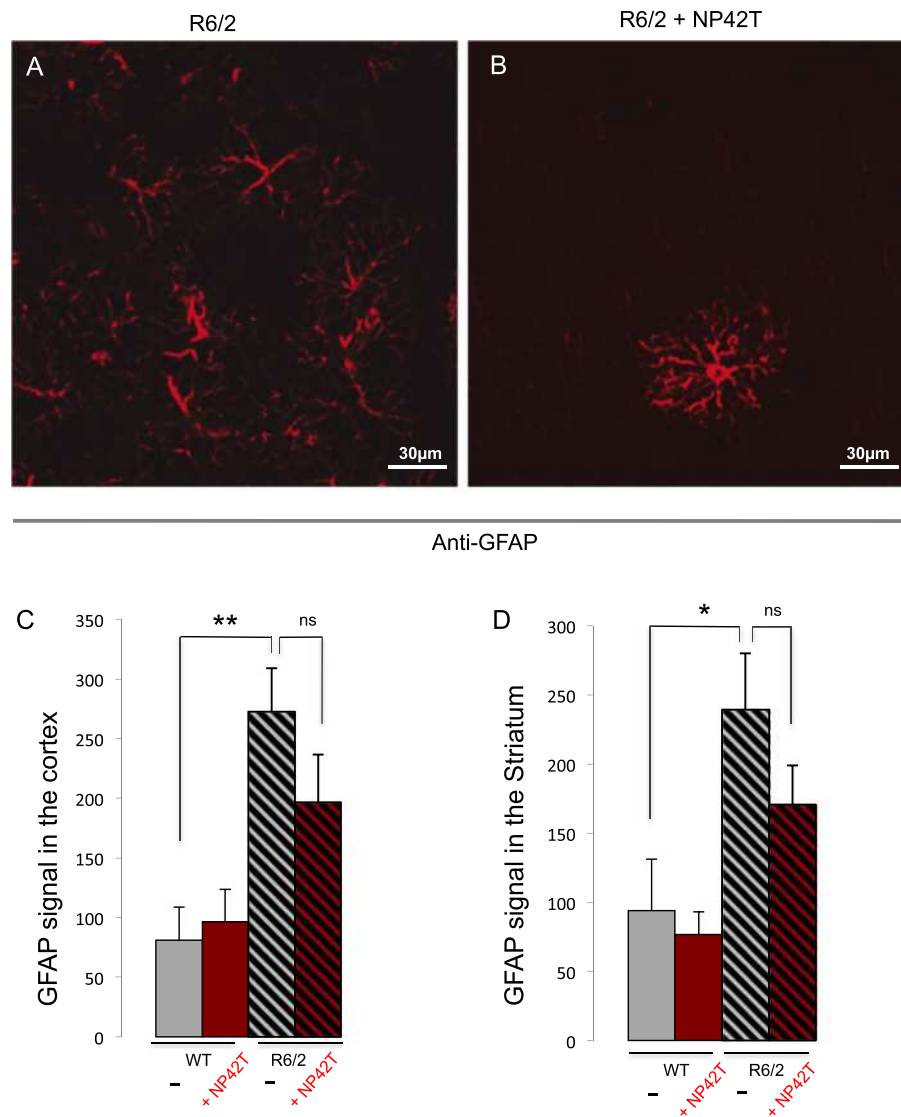 R6/2
R6/2 + NP42T
A
B
30µm
30µm
Anti-GFAP
C
GFAP signal in the cortex
350
300
250
200
150
100
50
0
**
ns
WT
R6/2
–
+ NP42T
–
+ NP42T
D
GFAP signal in the Striatum
300
250
200
150
100
50
0
*
ns
WT
R6/2
–
+ NP42T
–
+ NP42T